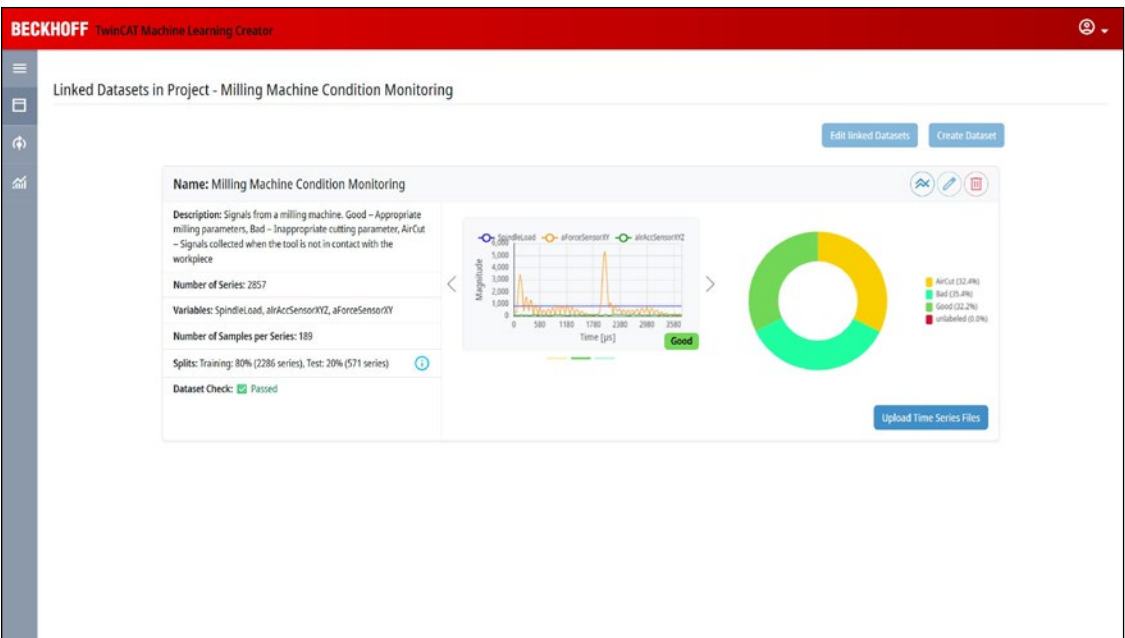 BECKHOFF TwinCAT Machine Learning Creator
Linked Datasets in Project - Milling Machine Condition Monitoring
Edit linked Datasets
Create Dataset
Name: Milling Machine Condition Monitoring
Description: Signals from a milling machine. Good – Appropriate
milling parameters, Bad – Inappropriate cutting parameter, AirCut
– Signals collected when the tool is not in contact with the
workpiece
Number of Series: 2857
Variables: SpindleLoad, alrAccSensorXYZ, aForceSensorXY
Number of Samples per Series: 189
Splits: Training: 80% (2286 series), Test: 20% (571 series)
Dataset Check: Passed
SpindleLoad aForceSensorXY alrAccSensorXYZ
6,000
5,000
4,000
3,000
2,000
1,000
0
Magnitude
0 580 1180 1780 2380 2980 3580
Time [µs]
Good
AirCut (32.4%)
Bad (35.4%)
Good (32.2%)
unlabeled (0.0%)
Upload Time Series Files